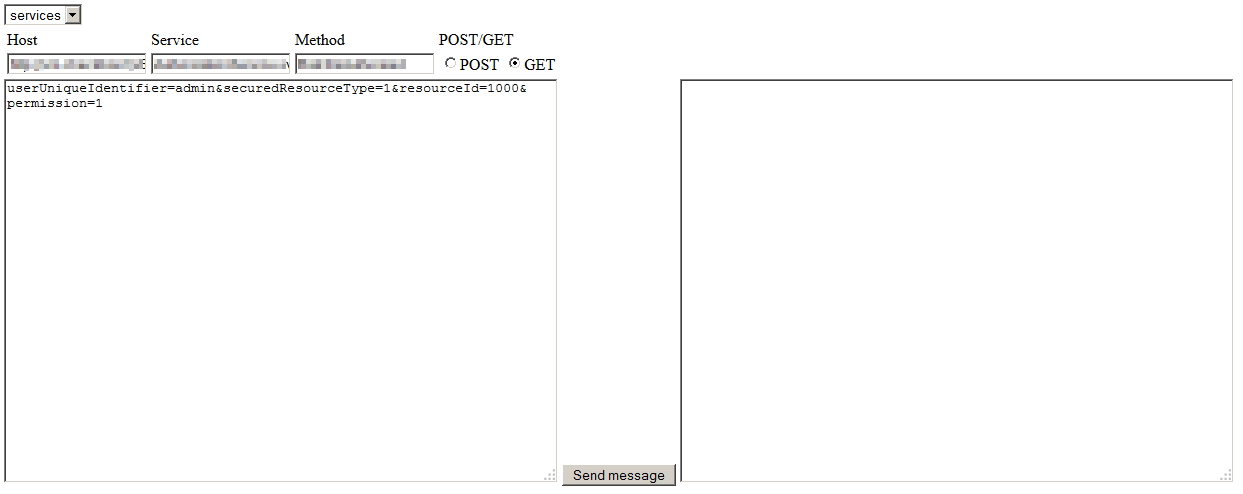 services
Host Service Method POST/GET
POST GET
userUniqueIdentifier=admin&securedResourceType=1&resourceId=1000&
permission=1
Send message